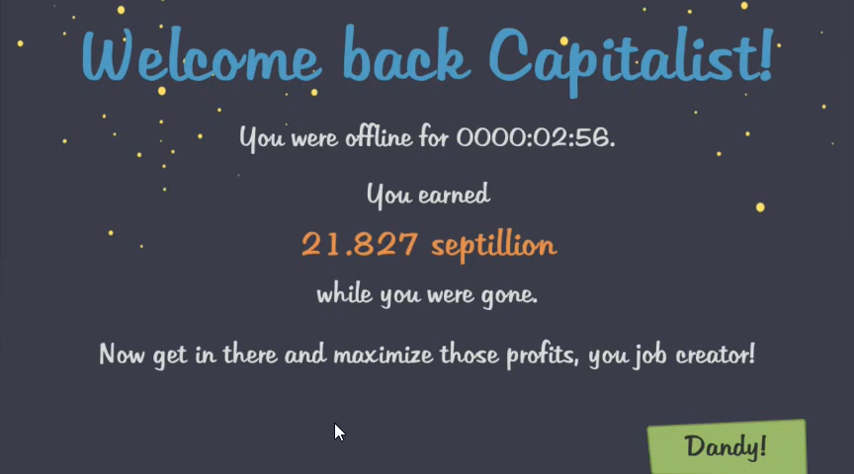 Welcome back Capitalist!
You were offline for 0000:02:56.
You earned
21.827 septillion
while you were gone.
Now get in there and maximize those profits, you job creator!
Dandy!